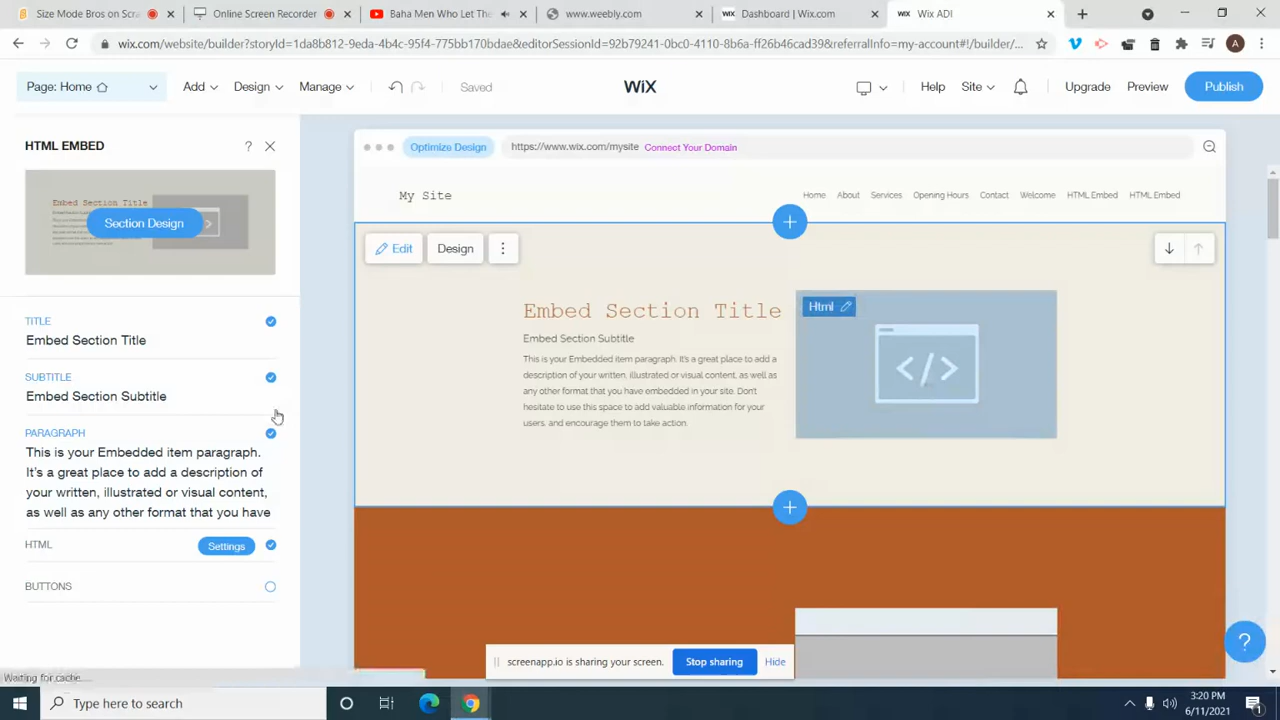 Size Mode Bros on Scra
Online Screen Recorder
Baha Men Who Let The
www.weebly.com
Dashboard | Wix.com
Wix ADI
wix.com/website/builder?storyId=1da8b812-9eda-4b4c-95f4-775bb170bdae&editorSessionId=92b79241-0bc0-4110-8b6a-ff26b46cad39&referralInfo=my-account#!/builder/...
A
Page: Home
Add
Design
Manage
Saved
WiX
Help
Site
Upgrade
Preview
Publish
HTML EMBED
?
Section Design
TITLE
Embed Section Title
SUBTITLE
Embed Section Subtitle
PARAGRAPH
This is your Embedded item paragraph.
It's a great place to add a description of
your written, illustrated or visual content,
as well as any other format that you have
HTML
Settings
BUTTONS
Optimize Design
https://www.wix.com/mysite Connect Your Domain
My Site
Home About Services Opening Hours Contact Welcome HTML Embed HTML Embed
Edit
Design
Embed Section Title
Embed Section Subtitle
This is your Embedded item paragraph. It's a great place to add a
description of your written, illustrated or visual content, as well as
any other format that you have embedded in your site. Don't
hesitate to use this space to add valuable information for your
users, and encourage them to take action.
Html
</>
screenapp.io is sharing your screen.
Stop sharing
Hide
?
Waiting for cache...
Type here to search
3:20 PM
6/11/2021
1